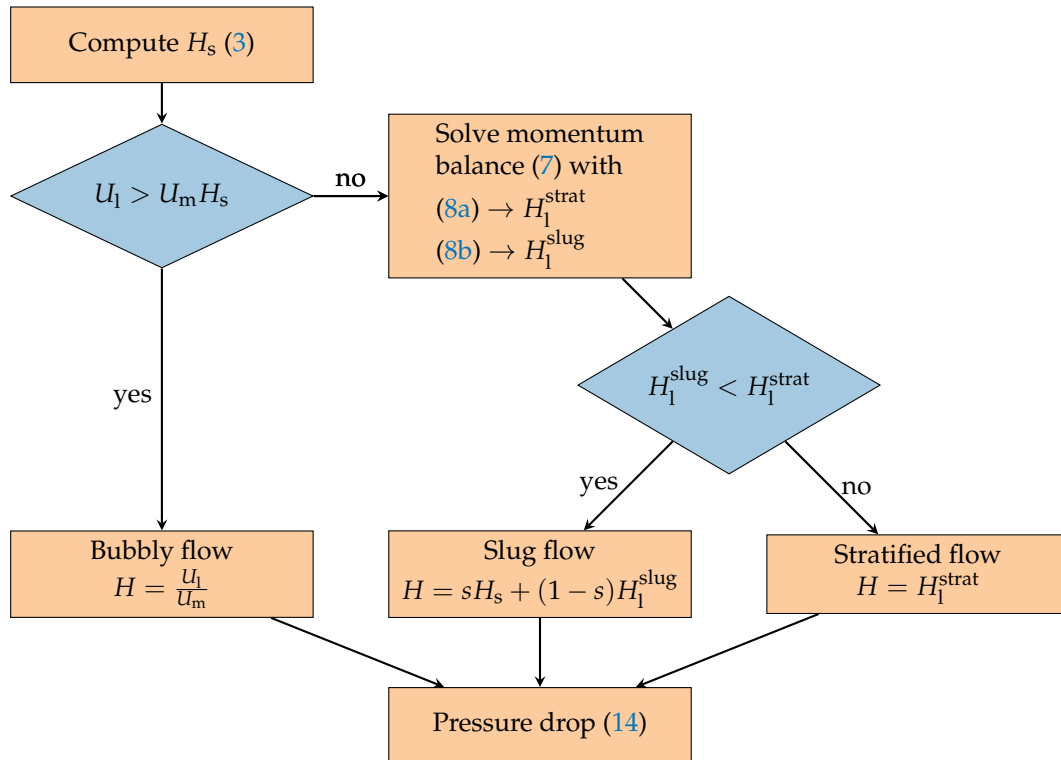 Compute H_s (3)
U_l > U_m H_s
no
Solve momentum
balance (7) with
(8a) → H_l^strat
(8b) → H_l^slug
H_l^slug < H_l^strat
yes
yes
no
Bubbly flow
H = U_l / U_m
Slug flow
H = sH_s + (1 − s)H_l^slug
Stratified flow
H = H_l^strat
Pressure drop (14)